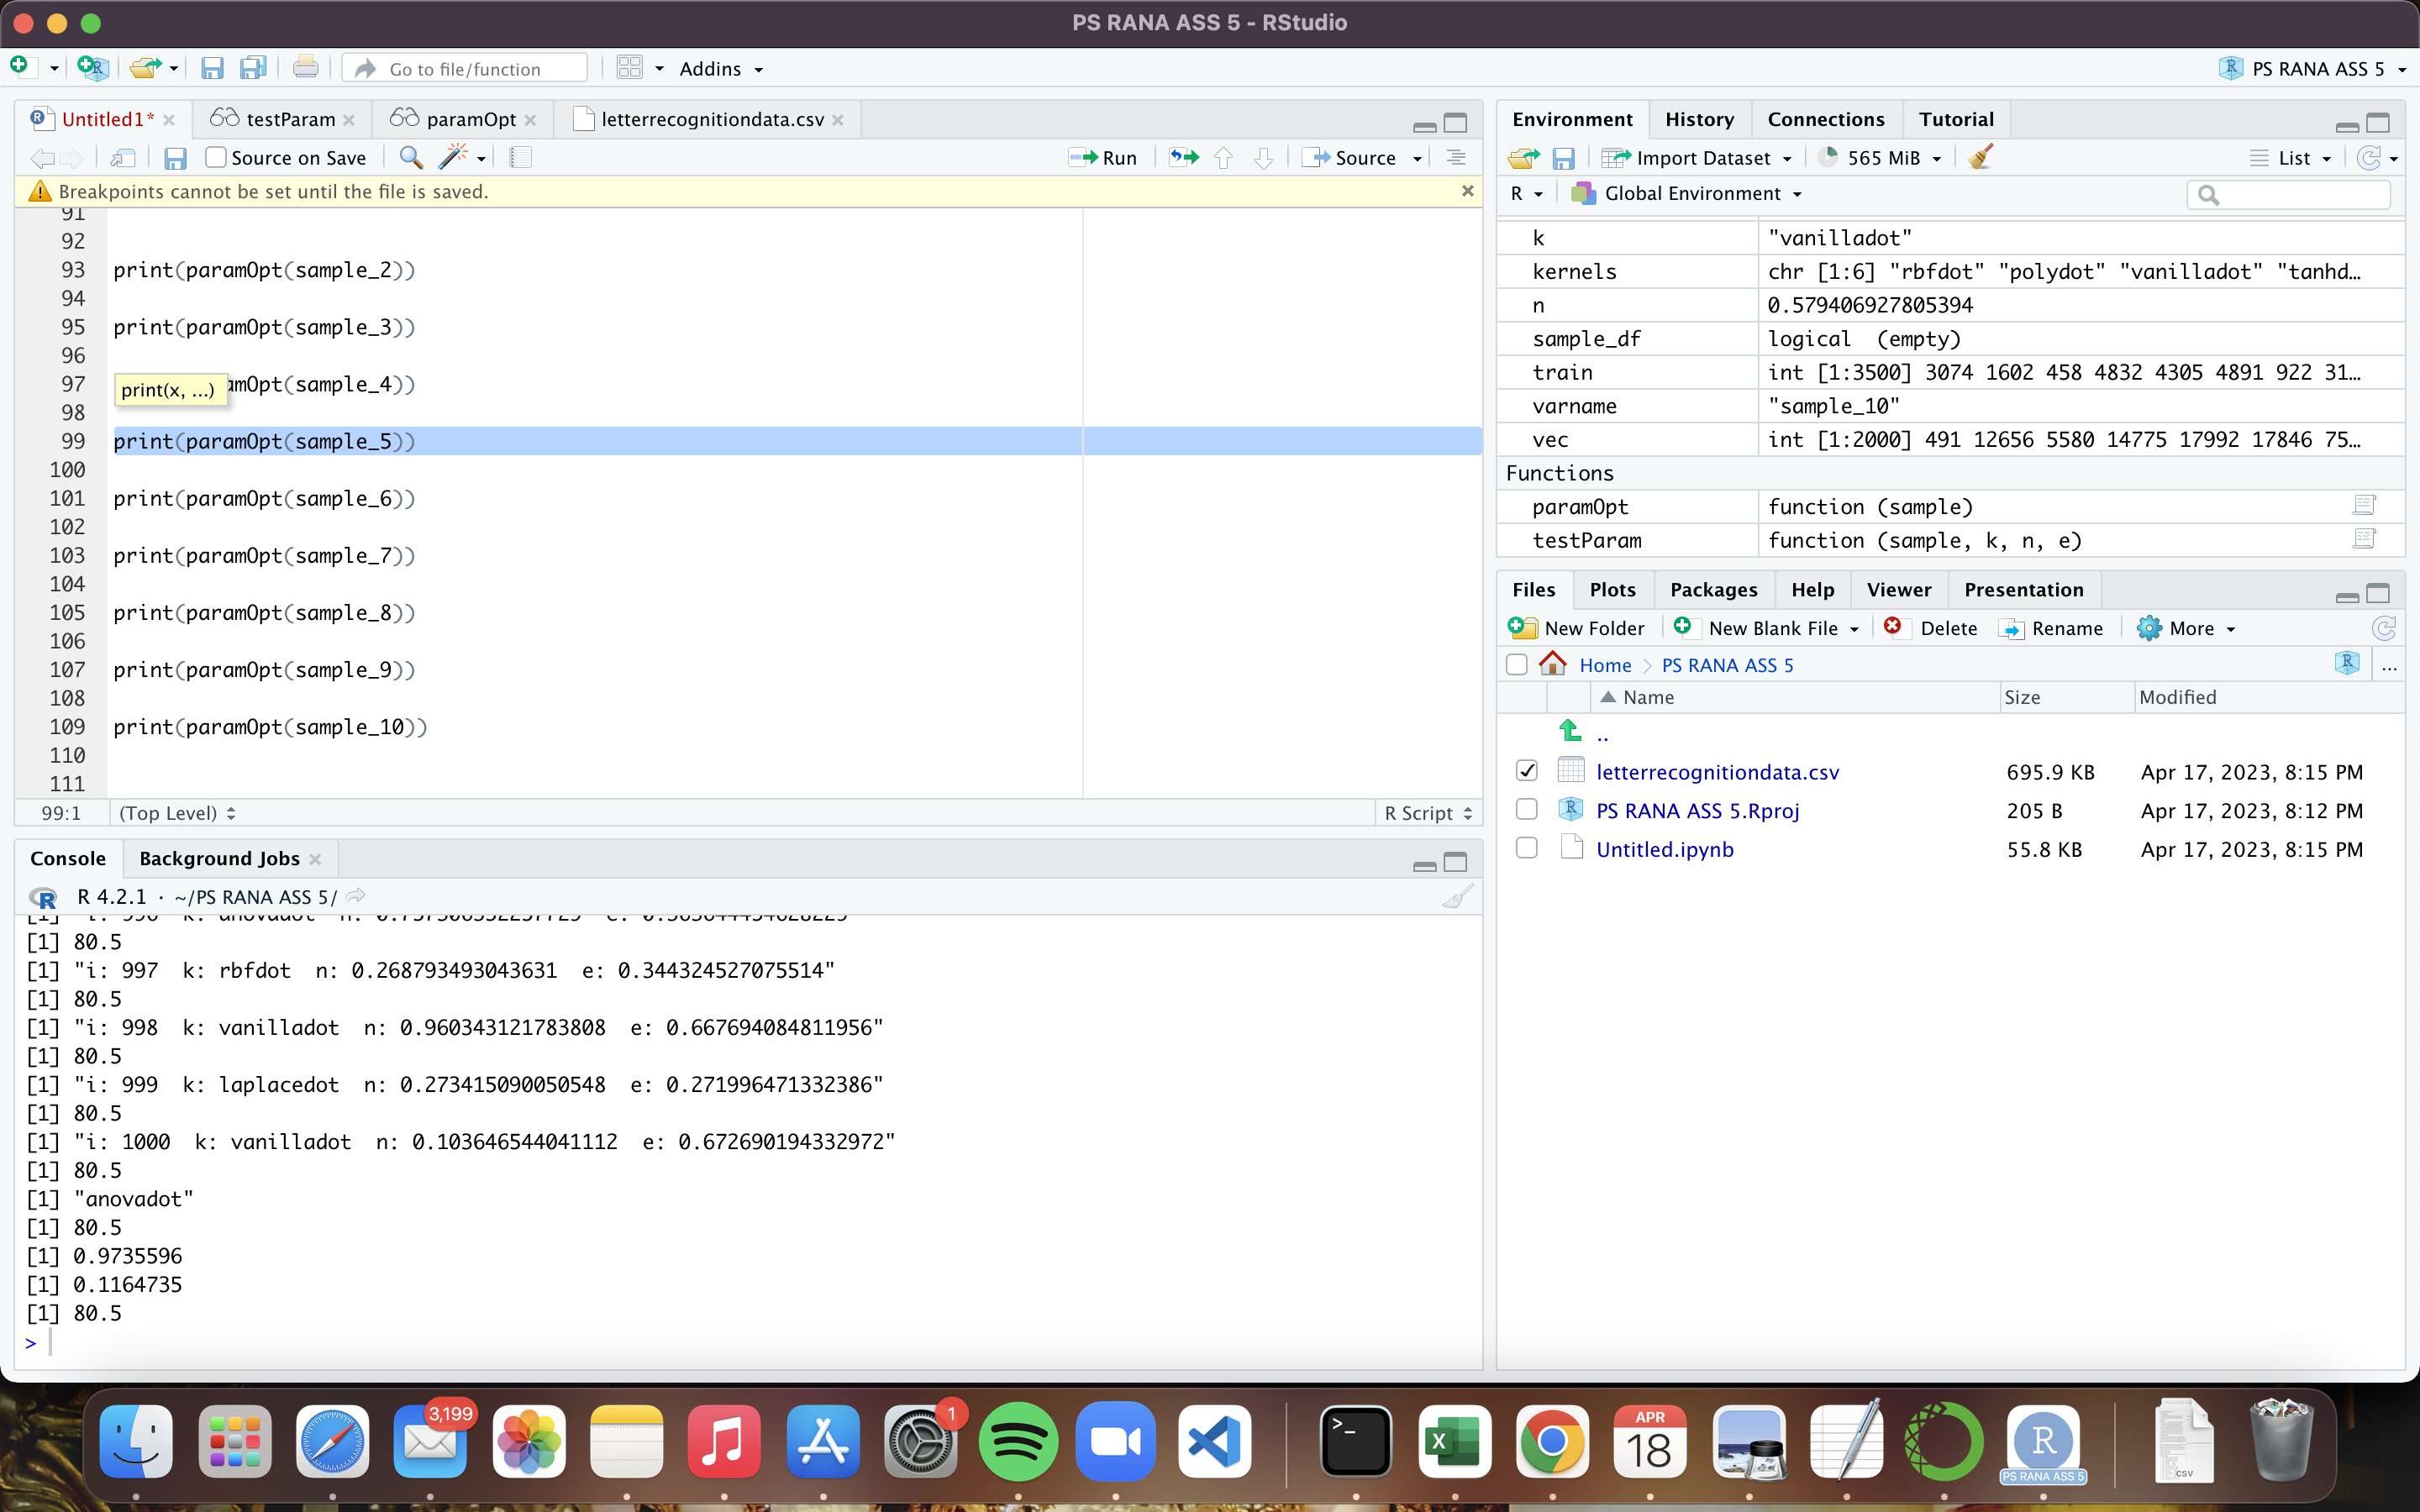 PS RANA ASS 5 - RStudio
Go to file/function
Addins
PS RANA ASS 5
Untitled1*
testParam
paramOpt
letterrecognitiondata.csv
Source on Save
Run
Source
Breakpoints cannot be set until the file is saved.
91
92
93 print(paramOpt(sample_2))
94
95 print(paramOpt(sample_3))
96
97 print(x, ...) amOpt(sample_4))
98
99 print(paramOpt(sample_5))
100
101 print(paramOpt(sample_6))
102
103 print(paramOpt(sample_7))
104
105 print(paramOpt(sample_8))
106
107 print(paramOpt(sample_9))
108
109 print(paramOpt(sample_10))
110
111
99:1 (Top Level) R Script
Console Background Jobs
R 4.2.1 · ~/PS RANA ASS 5/
[1] 80.5
[1] "i: 997  k: rbfdot  n: 0.268793493043631  e: 0.344324527075514"
[1] 80.5
[1] "i: 998  k: vanilladot  n: 0.960343121783808  e: 0.667694084811956"
[1] 80.5
[1] "i: 999  k: laplacedot  n: 0.273415090050548  e: 0.271996471332386"
[1] 80.5
[1] "i: 1000  k: vanilladot  n: 0.103646544041112  e: 0.672690194332972"
[1] 80.5
[1] "anovadot"
[1] 80.5
[1] 0.9735596
[1] 0.1164735
[1] 80.5
>
Environment History Connections Tutorial
Import Dataset 565 MiB List
R Global Environment
k "vanilladot"
kernels chr [1:6] "rbfdot" "polydot" "vanilladot" "tanhd…
n 0.579406927805394
sample_df logical (empty)
train int [1:3500] 3074 1602 458 4832 4305 4891 922 31…
varname "sample_10"
vec int [1:2000] 491 12656 5580 14775 17992 17846 75…
Functions
paramOpt function (sample)
testParam function (sample, k, n, e)
Files Plots Packages Help Viewer Presentation
New Folder New Blank File Delete Rename More
Home PS RANA ASS 5 R ...
Name Size Modified
..
letterrecognitiondata.csv 695.9 KB Apr 17, 2023, 8:15 PM
PS RANA ASS 5.Rproj 205 B Apr 17, 2023, 8:12 PM
Untitled.ipynb 55.8 KB Apr 17, 2023, 8:15 PM
3,199
1
>_
X
APR
18
R
PS RANA ASS 5
CSV